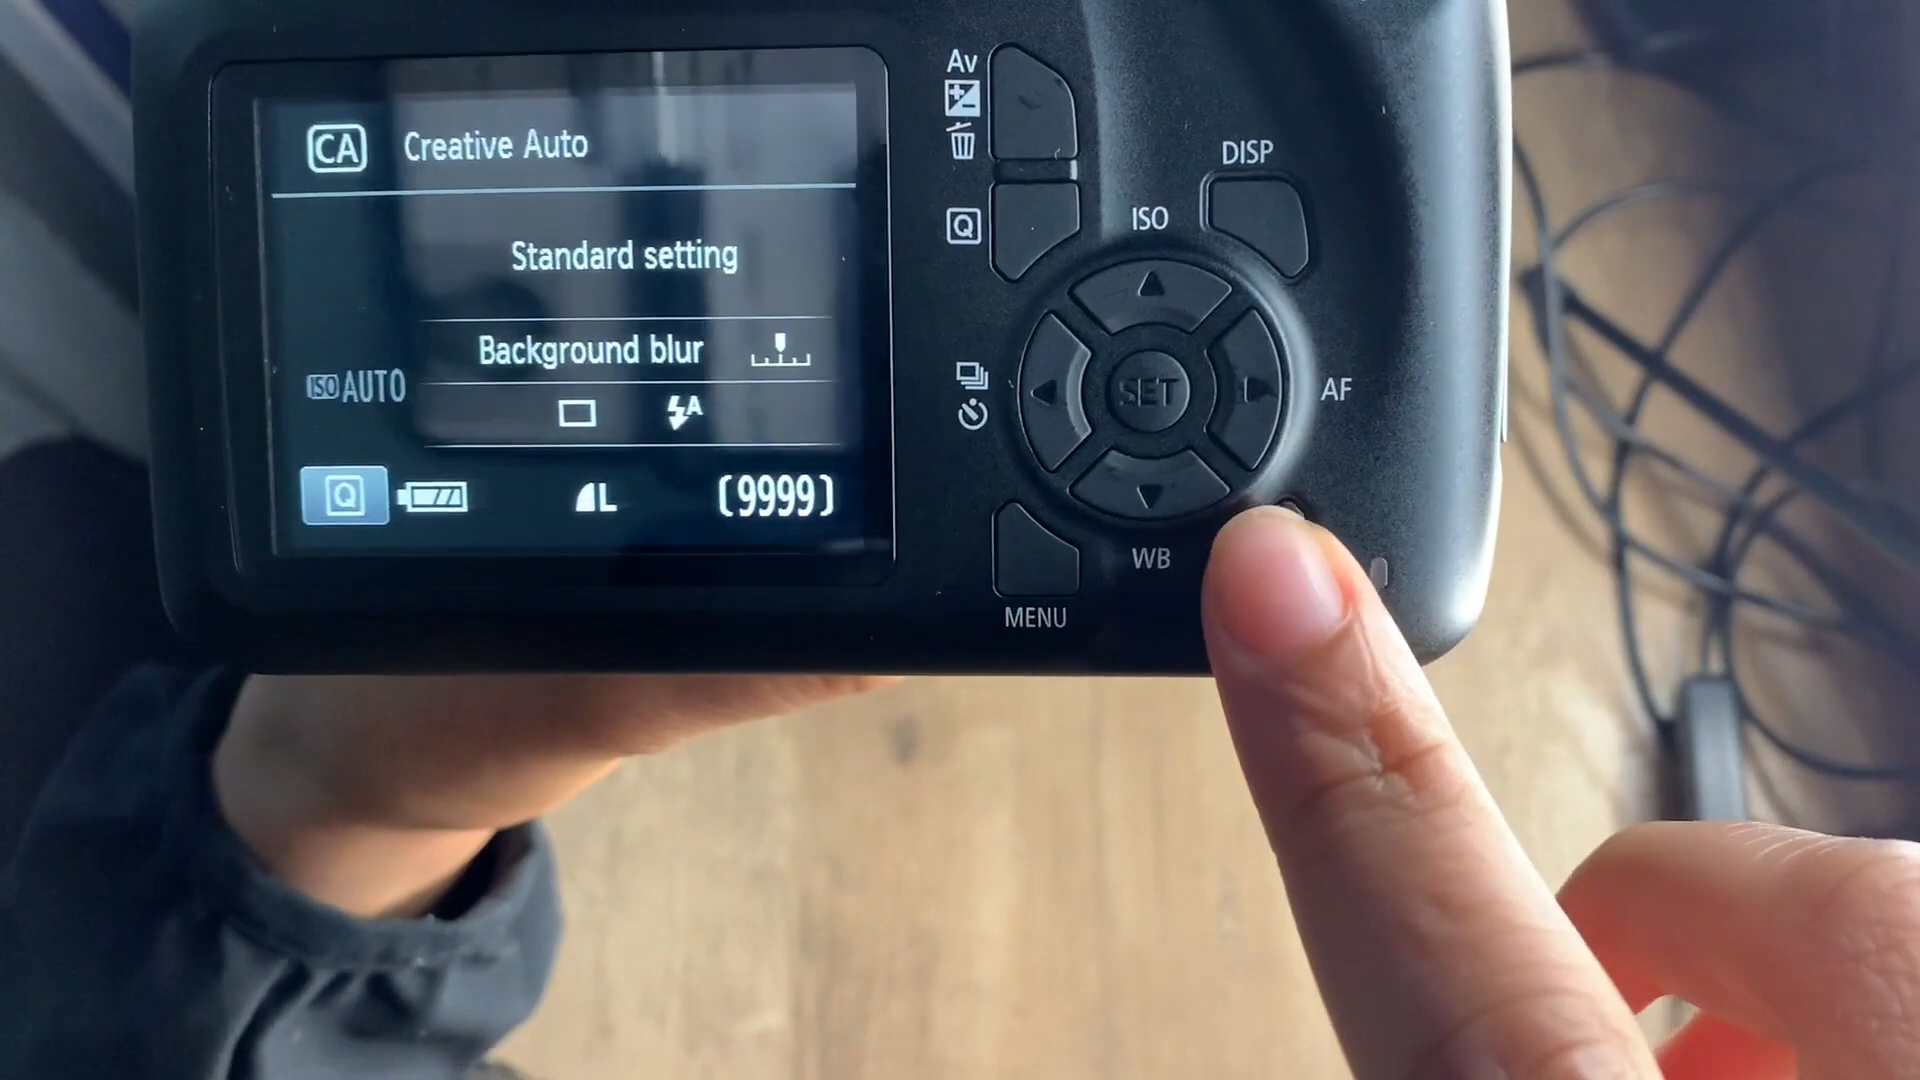 CA Creative Auto
Standard setting
Background blur
ISO AUTO
A
Q L (9999)
Av
Q
DISP
ISO
SET
AF
WB
MENU